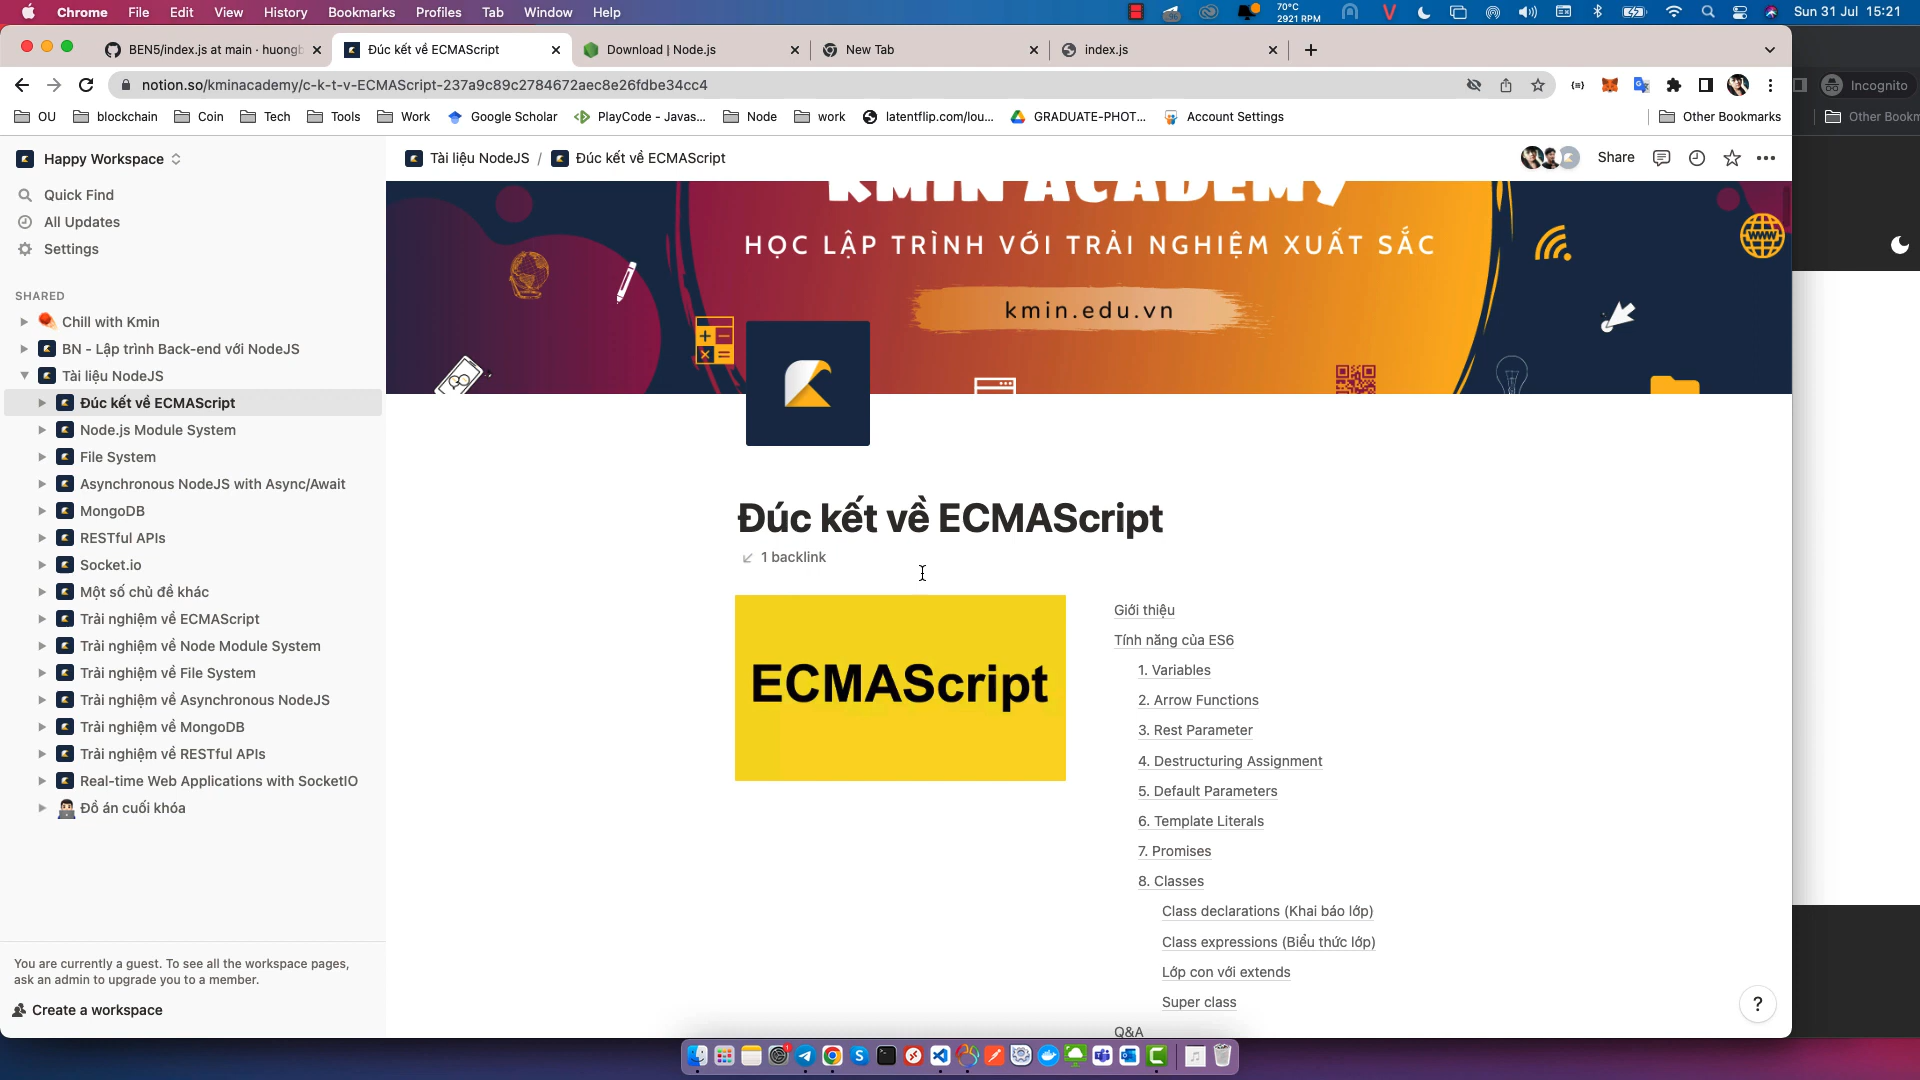 Chrome File Edit View History Bookmarks Profiles Tab Window Help 70°C 2921 RPM Sun 31 Jul 15:21
BEN5/index.js at main · huongb Đúc kết về ECMAScript Download | Node.js New Tab index.js
notion.so/kminacademy/c-k-t-v-ECMAScript-237a9c89c2784672aec8e26fdbe34cc4 Incognito
OU blockchain Coin Tech Tools Work Google Scholar PlayCode - Javas... Node work latentflip.com/lou... GRADUATE-PHOT... Account Settings Other Bookmarks Other Bookm
Happy Workspace
Tài liệu NodeJS / Đúc kết về ECMAScript Share
Quick Find
All Updates
Settings
SHARED
Chill with Kmin
BN - Lập trình Back-end với NodeJS
Tài liệu NodeJS
Đúc kết về ECMAScript
Node.js Module System
File System
Asynchronous NodeJS with Async/Await
MongoDB
RESTful APIs
Socket.io
Một số chủ đề khác
Trải nghiệm về ECMAScript
Trải nghiệm về Node Module System
Trải nghiệm về File System
Trải nghiệm về Asynchronous NodeJS
Trải nghiệm về MongoDB
Trải nghiệm về RESTful APIs
Real-time Web Applications with SocketIO
Đồ án cuối khóa
You are currently a guest. To see all the workspace pages,
ask an admin to upgrade you to a member.
Create a workspace
KMIN ACADEMY
HỌC LẬP TRÌNH VỚI TRẢI NGHIỆM XUẤT SẮC
WWW
kmin.edu.vn
Đúc kết về ECMAScript
1 backlink
ECMAScript
Giới thiệu
Tính năng của ES6
1. Variables
2. Arrow Functions
3. Rest Parameter
4. Destructuring Assignment
5. Default Parameters
6. Template Literals
7. Promises
8. Classes
Class declarations (Khai báo lớp)
Class expressions (Biểu thức lớp)
Lớp con với extends
Super class
Q&A
?